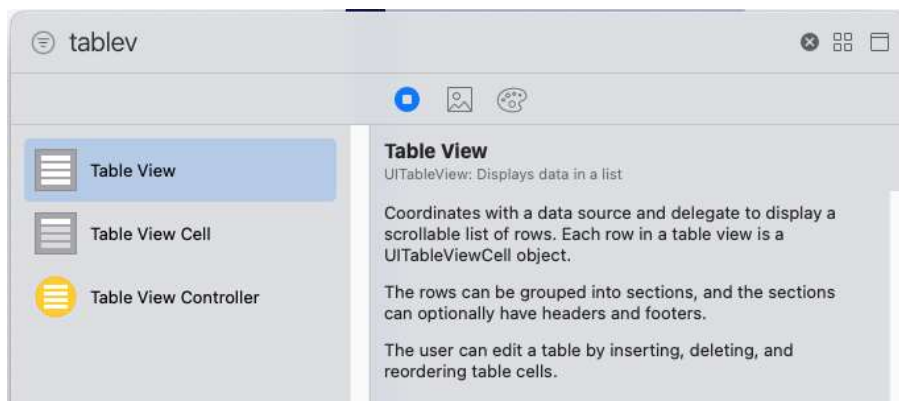 tablev
Table View
Table View Cell
Table View Controller
Table View
UITableView: Displays data in a list
Coordinates with a data source and delegate to display a
scrollable list of rows. Each row in a table view is a
UITableViewCell object.
The rows can be grouped into sections, and the sections
can optionally have headers and footers.
The user can edit a table by inserting, deleting, and
reordering table cells.